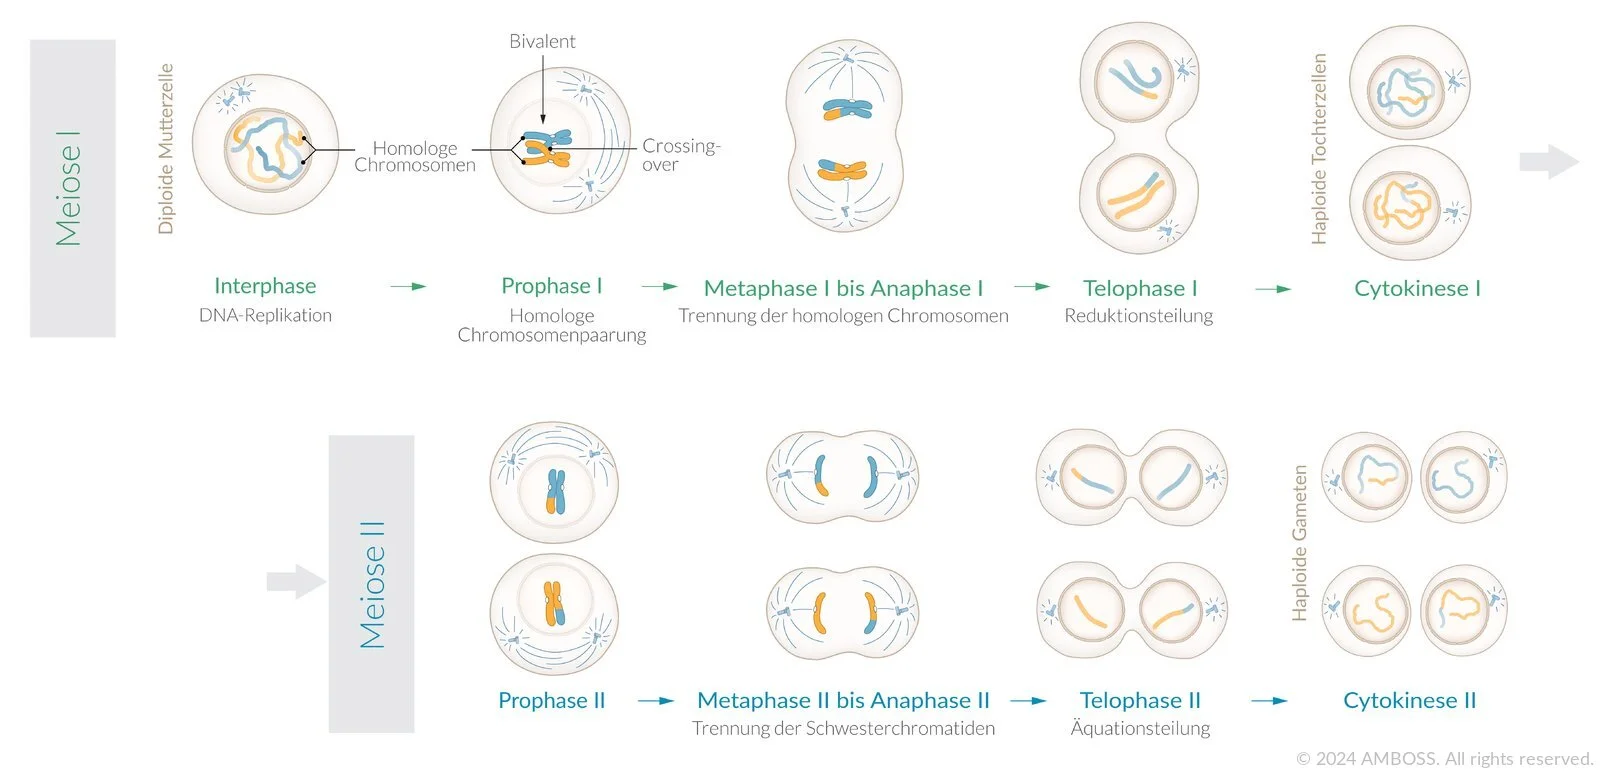 Meiose I
Diploide Mutterzelle
Bivalent
Homologe
Chromosomen
Crossing-
over
Haploide Tochterzellen
Interphase
DNA-Replikation
Prophase I
Homologe
Chromosomenpaarung
Metaphase I bis Anaphase I
Trennung der homologen Chromosomen
Telophase I
Reduktionsteilung
Cytokinese I
Meiose II
Haploide Gameten
Prophase II
Metaphase II bis Anaphase II
Trennung der Schwesterchromatiden
Telophase II
Äquationsteilung
Cytokinese II
© 2024 AMBOSS. All rights reserved.